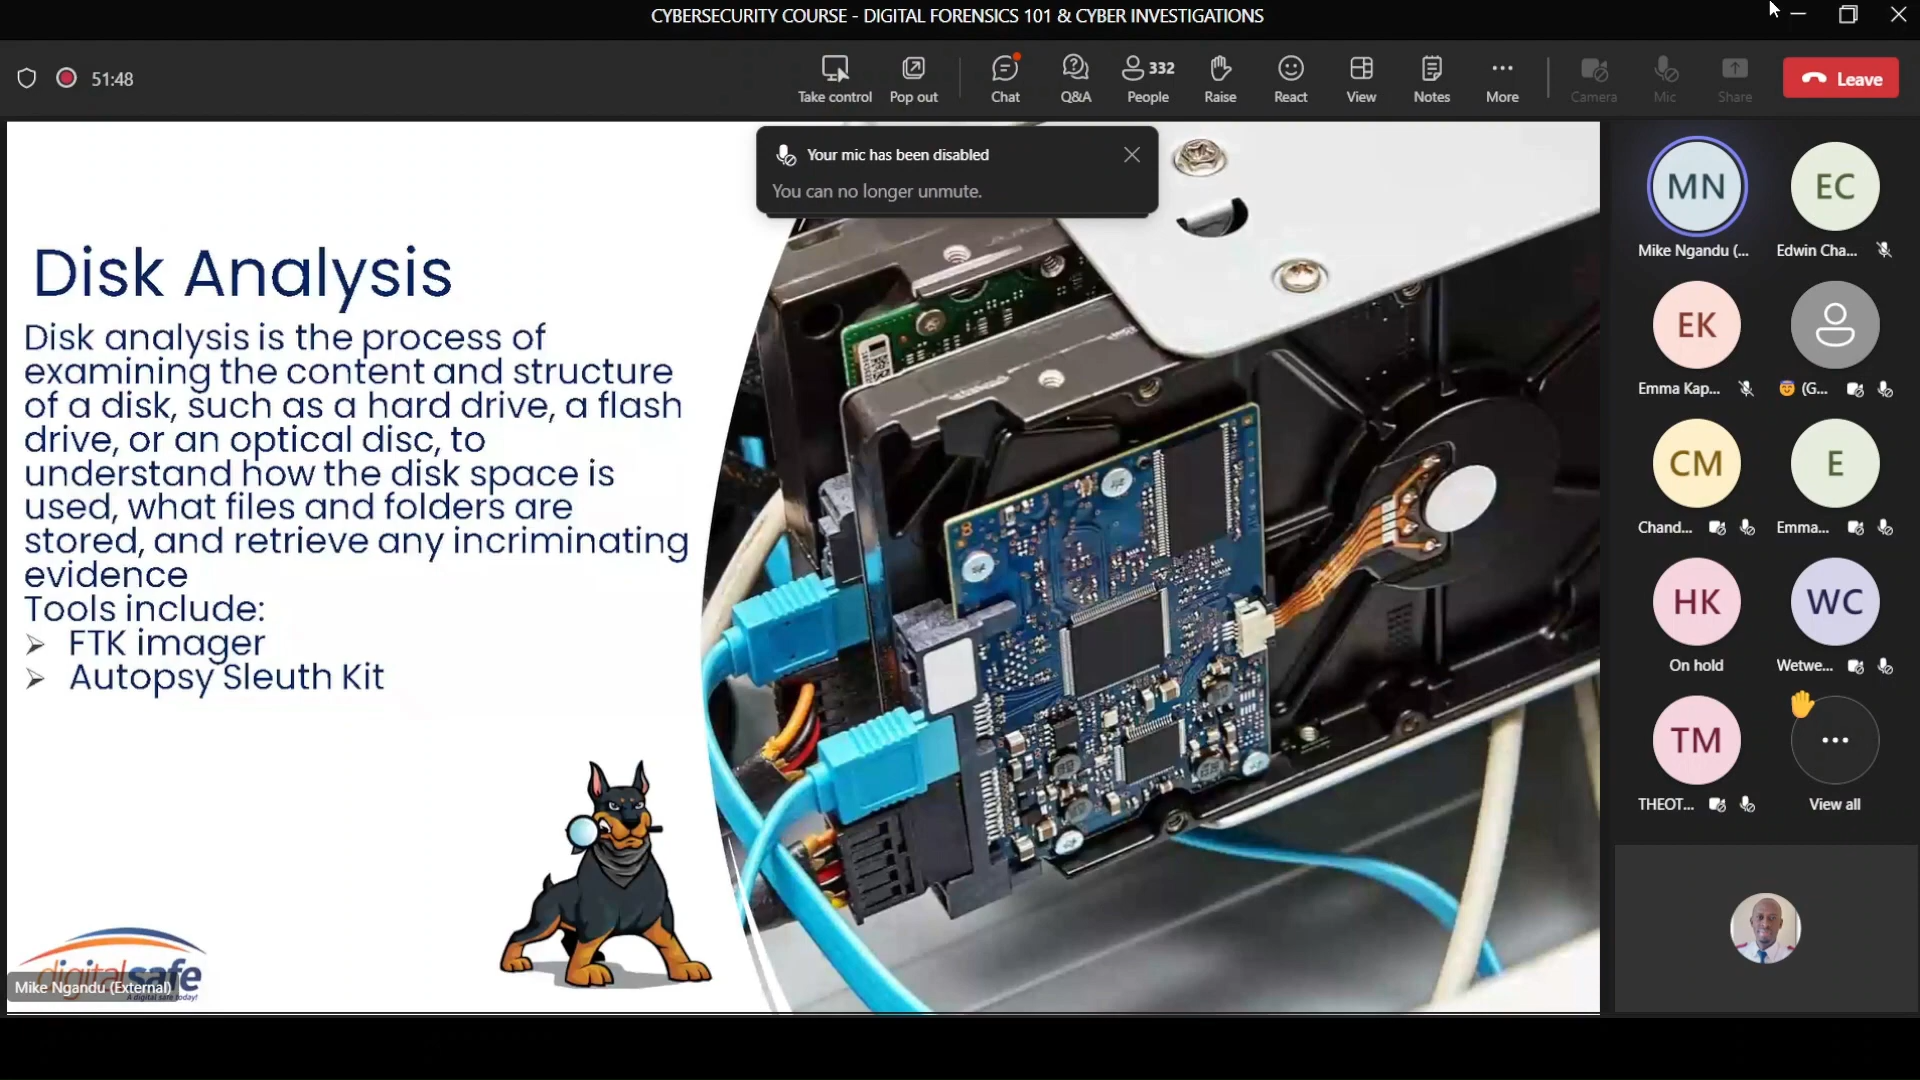 CYBERSECURITY COURSE - DIGITAL FORENSICS 101 & CYBER INVESTIGATIONS
51:48
Take control
Pop out
Chat
Q&A
332
People
Raise
React
View
Notes
More
Camera
Mic
Share
Leave
Your mic has been disabled
You can no longer unmute.
Disk Analysis
Disk analysis is the process of
examining the content and structure
of a disk, such as a hard drive, a flash
drive, or an optical disc, to
understand how the disk space is
used, what files and folders are
stored, and retrieve any incriminating
evidence
Tools include:
➢ FTK imager
➢ Autopsy Sleuth Kit
digitalsafe
A digital safe today!
Mike Ngandu (External)
8
MN
Mike Ngandu (...
EC
Edwin Cha...
EK
Emma Kap...
(G...
CM
Chand...
E
Emma...
HK
On hold
WC
Wetwe...
TM
THEOT...
View all